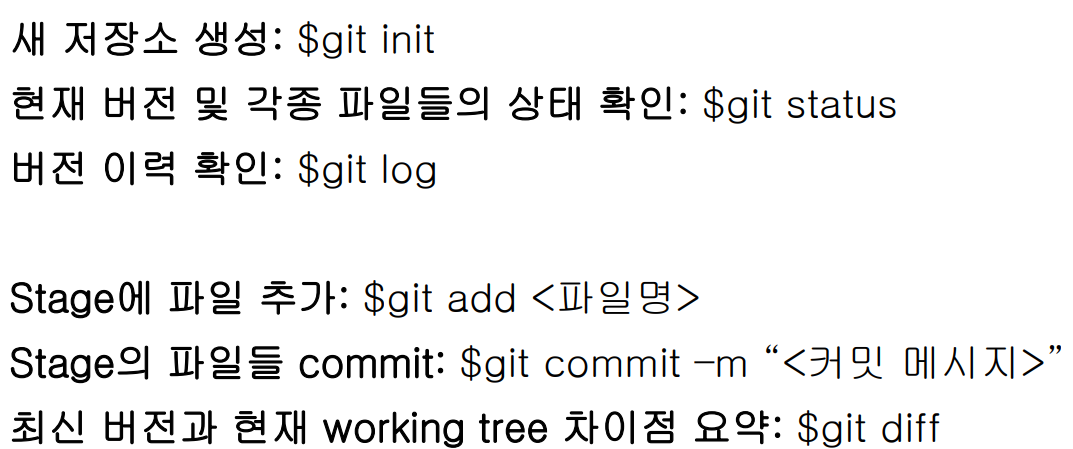 새 저장소 생성: $git init
현재 버전 및 각종 파일들의 상태 확인: $git status
버전 이력 확인: $git log
Stage에 파일 추가: $git add <파일명>
Stage의 파일들 commit: $git commit –m “<커밋 메시지>”
최신 버전과 현재 working tree 차이점 요약: $git diff